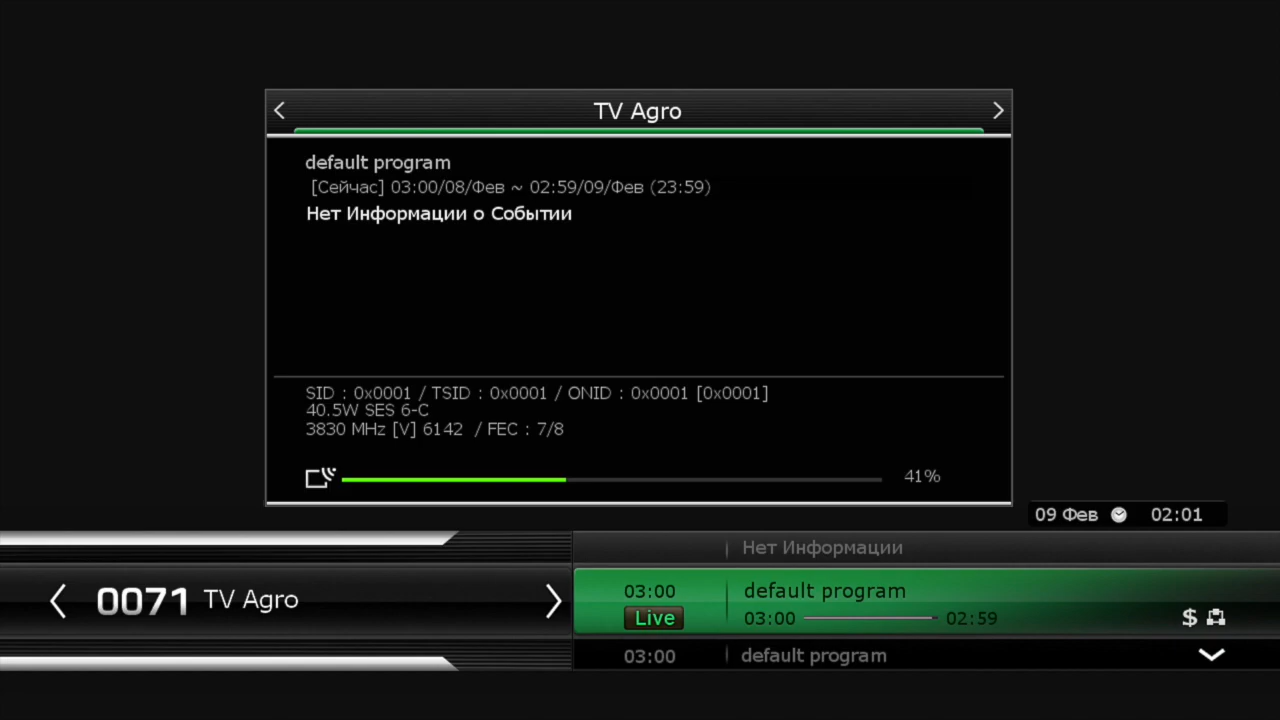 TV Agro
default program
[Сейчас] 03:00/08/Фев ~ 02:59/09/Фев (23:59)
Нет Информации о Событии
SID : 0x0001 / TSID : 0x0001 / ONID : 0x0001 [0x0001]
40.5W SES 6-C
3830 MHz [V] 6142 / FEC : 7/8
41%
09 Фев 02:01
Нет Информации
0071 TV Agro
03:00 default program
Live 03:00 02:59
$
03:00 default program